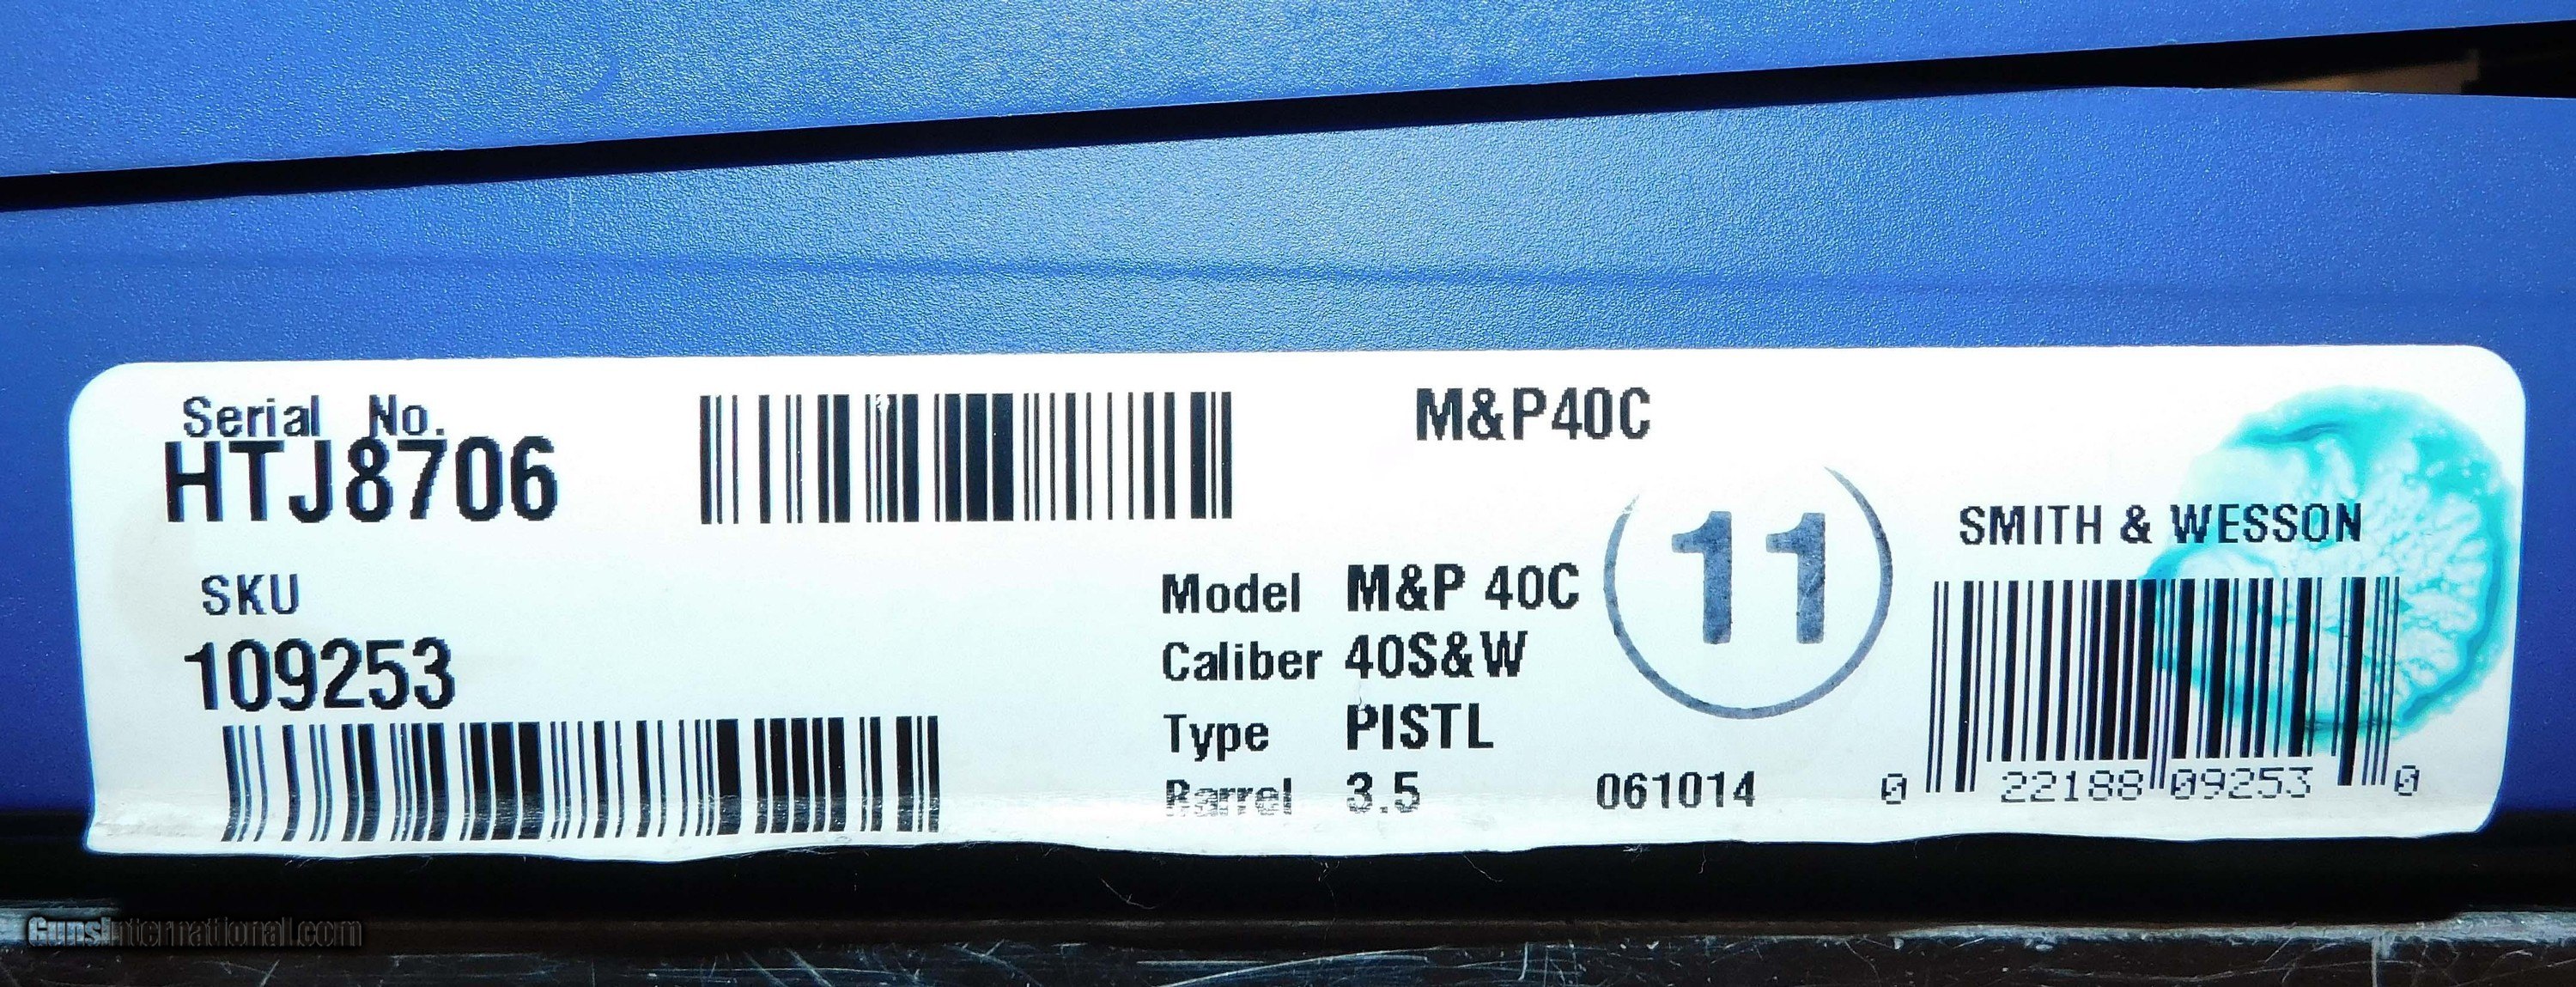 Serial No.
HTJ8706
SKU
109253
M&P40C
11
Model M&P 40C
Caliber 40S&W
Type PISTL
Barrel 3.5
061014
SMITH & WESSON
0 22188 09253 0
GunsInternational.com